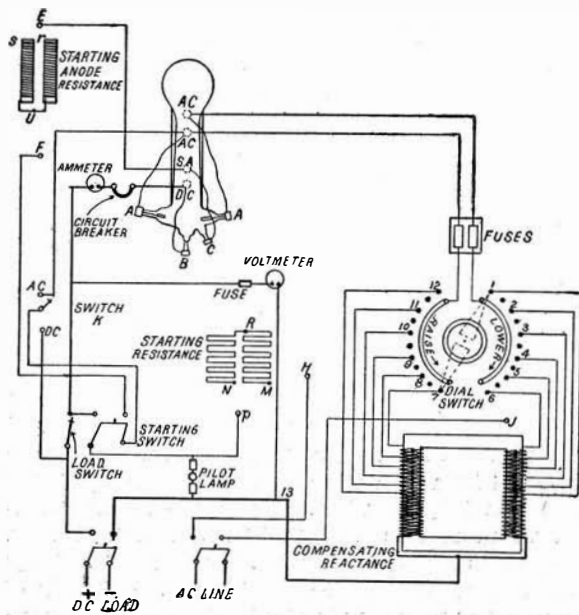 E
S
r
STARTING
ANODE
RESISTANCE
U
AC
AC
F
AMMETER
SA
DC
A
A
CIRCUIT
BREAKER
B
C
FUSES
VOLTMETER
FUSE
AC
SWITCH
K
DC
STARTING
RESISTANCE
R
N
M
H
P
12
1
11
2
10
3
9
4
8
5
7
6
RAISE
LOWER
DIAL
SWITCH
J
STARTING
SWITCH
LOAD
SWITCH
PILOT
LAMP
13
COMPENSATING
REACTANCE
+
−
DC LOAD
AC LINE